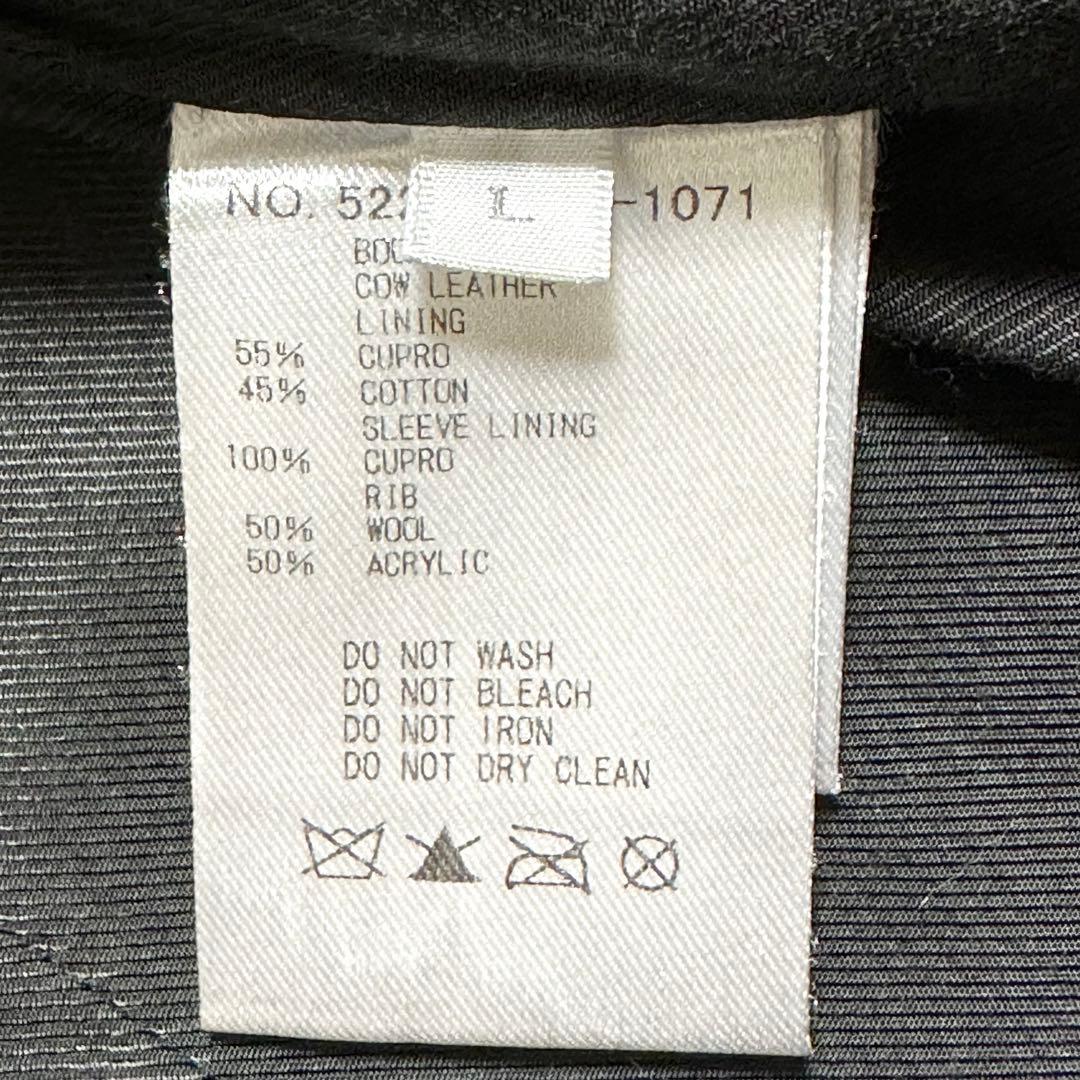 NO. 52 L -1071
COW LEATHER
LINING
55% CUPRO
45% COTTON
SLEEVE LINING
100% CUPRO
RIB
50% WOOL
50% ACRYLIC
DO NOT WASH
DO NOT BLEACH
DO NOT IRON
DO NOT DRY CLEAN